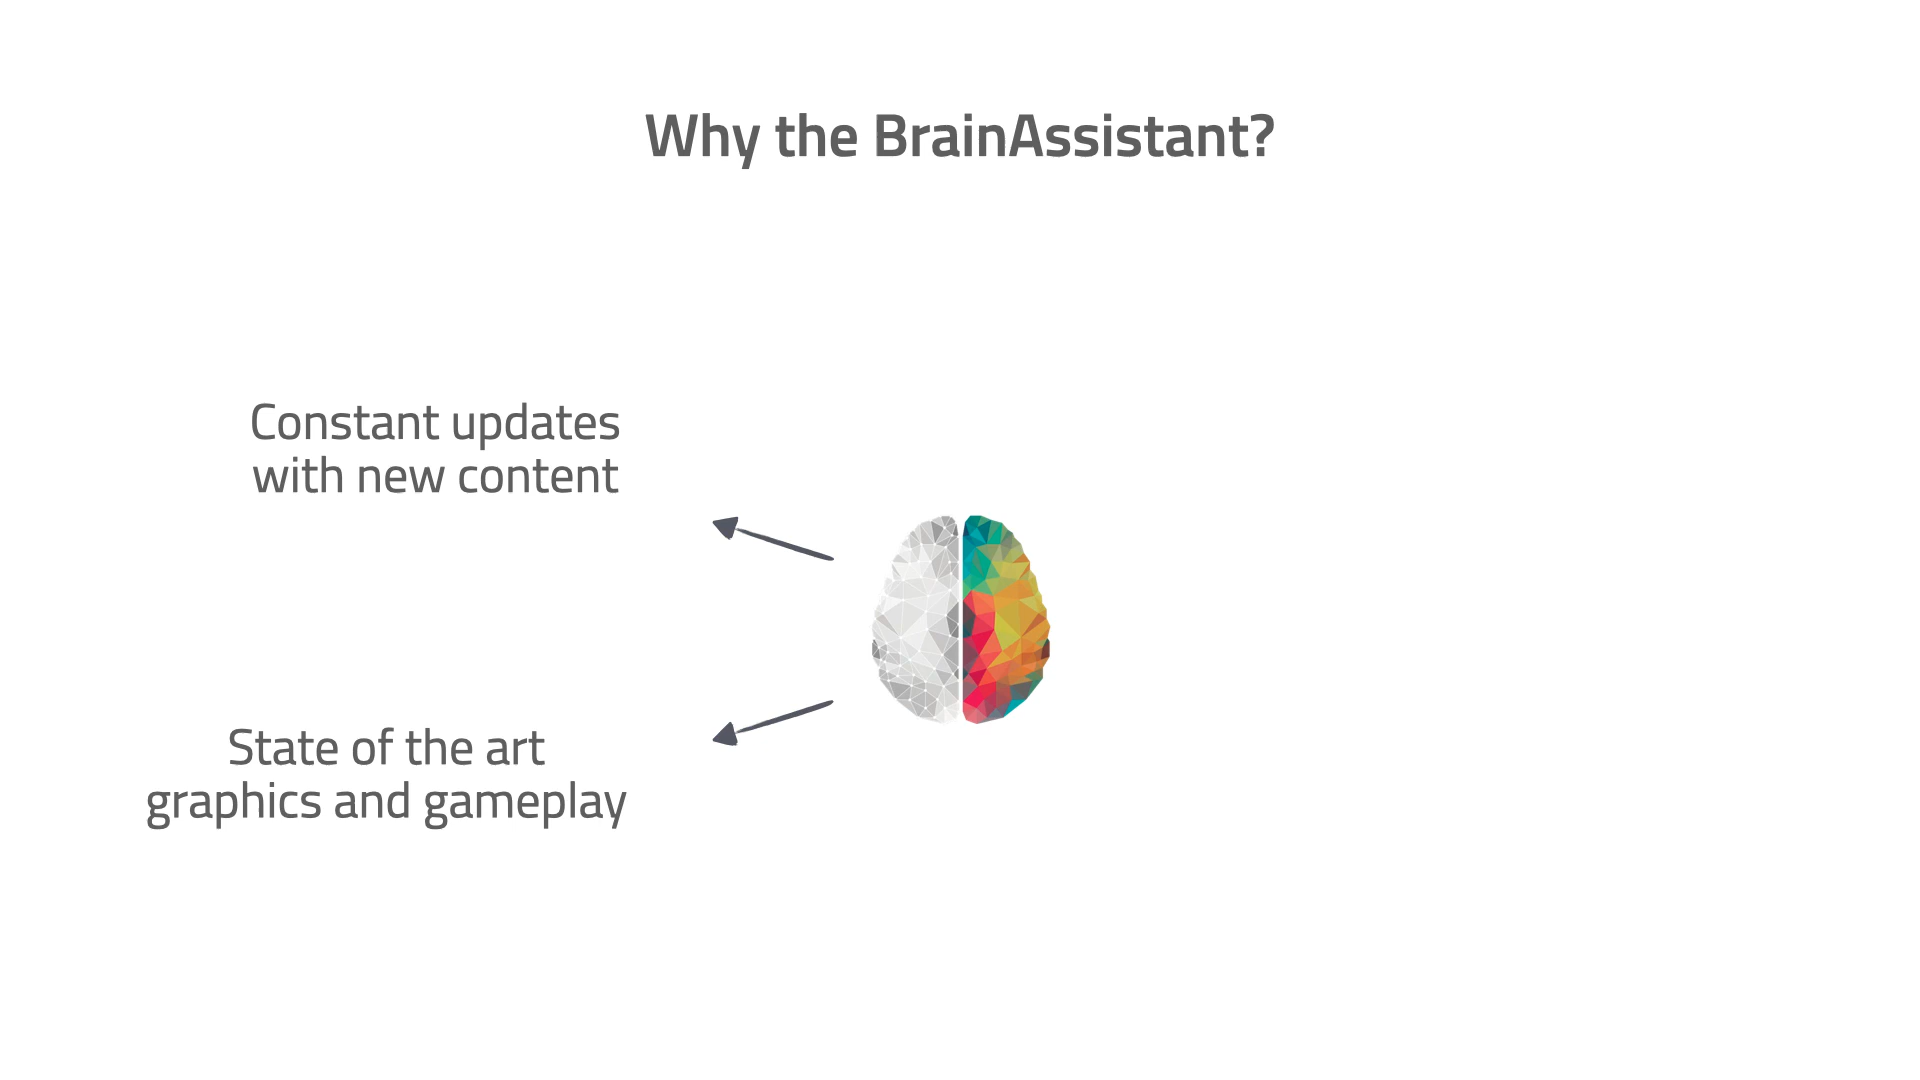 Why the BrainAssistant?
Constant updates
with new content
State of the art
graphics and gameplay